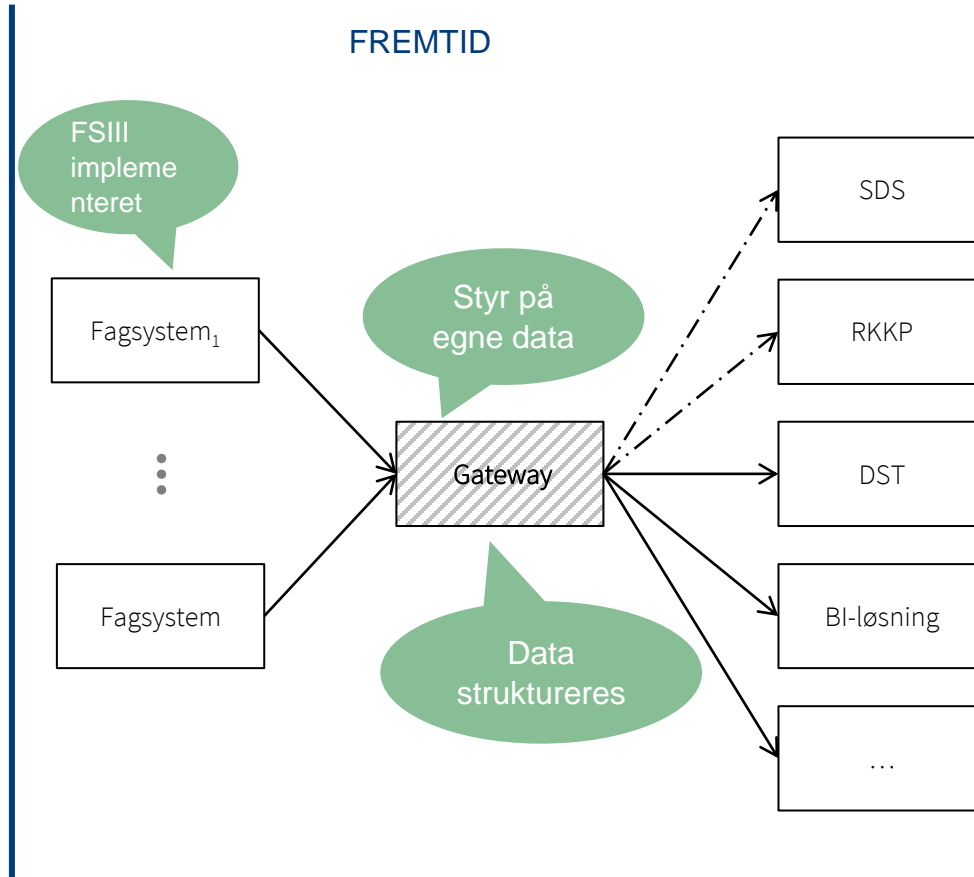 FREMTID
FSIII
impleme
nteret
SDS
Fagsystem₁
Styr på
egne data
RKKP
Gateway
DST
Fagsystem
Data
struktureres
BI-løsning
...